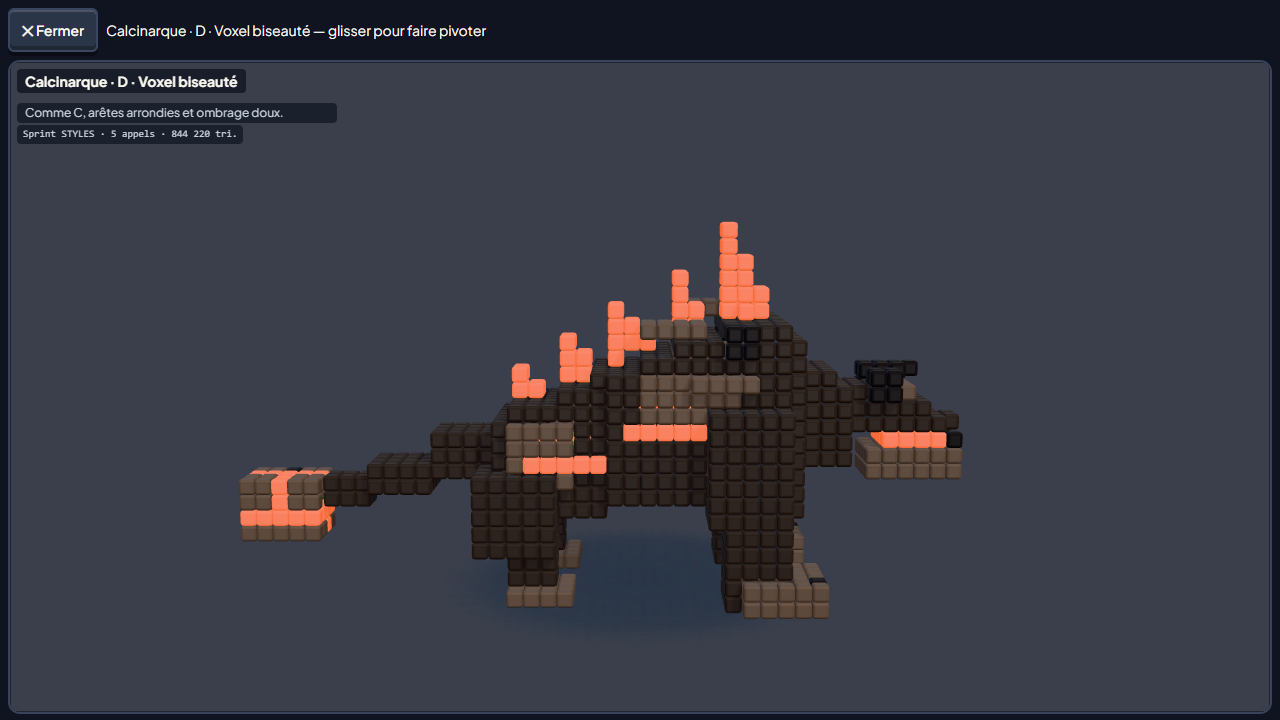 ✕ Fermer
Calcinarque · D · Voxel biseauté — glisser pour faire pivoter
Calcinarque · D · Voxel biseauté
Comme C, arêtes arrondies et ombrage doux.
Sprint STYLES · 5 appels · 844 220 tri.